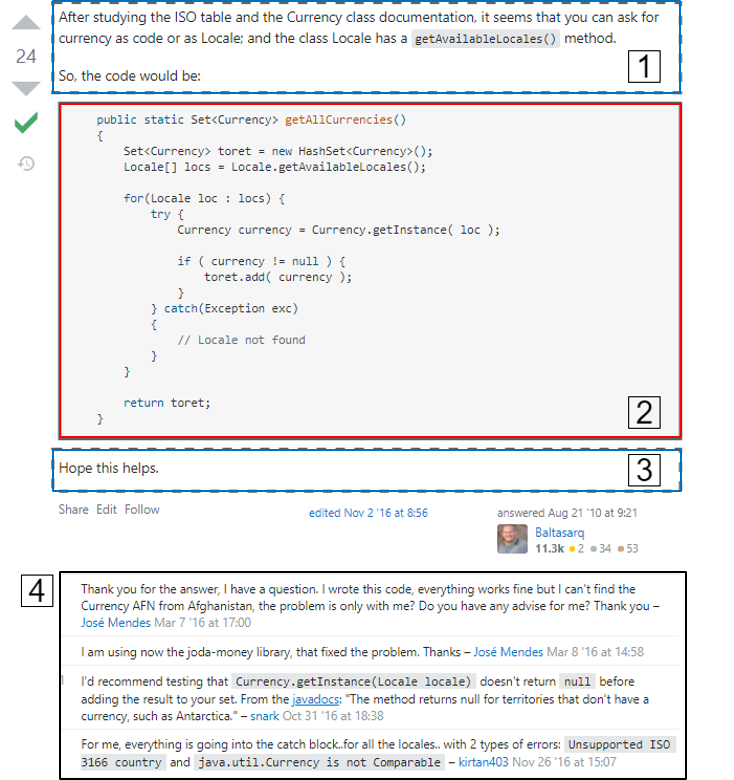 After studying the ISO table and the Currency class documentation, it seems that you can ask for
currency as code or as Locale; and the class Locale has a getAvailableLocales() method.
1
So, the code would be:
24
public static Set<Currency> getAllCurrencies()
{
Set<Currency> toret = new HashSet<Currency>();
Locale[] locs = Locale.getAvailableLocales();
for(Locale loc : locs) {
try {
Currency currency = Currency.getInstance( loc );
if ( currency != null ) {
toret.add( currency );
}
} catch(Exception exc)
{
// Locale not found
}
}
return toret;
}
2
Hope this helps.
3
Share Edit Follow
edited Nov 2 '16 at 8:56
answered Aug 21 '10 at 9:21
Baltasarq
11.3k 2 34 53
4
Thank you for the answer, I have a question. I wrote this code, everything works fine but I can't find the
Currency AFN from Afghanistan, the problem is only with me? Do you have any advise for me? Thank you –
José Mendes Mar 7 '16 at 17:00
I am using now the joda-money library, that fixed the problem. Thanks – José Mendes Mar 8 '16 at 14:58
1 I'd recommend testing that Currency.getInstance(Locale locale) doesn't return null before
adding the result to your set. From the javadocs: "The method returns null for territories that don't have a
currency, such as Antarctica." – snark Oct 31 '16 at 18:38
For me, everything is going into the catch block..for all the locales.. with 2 types of errors: Unsupported ISO
3166 country and java.util.Currency is not Comparable – kirtan403 Nov 26 '16 at 15:07